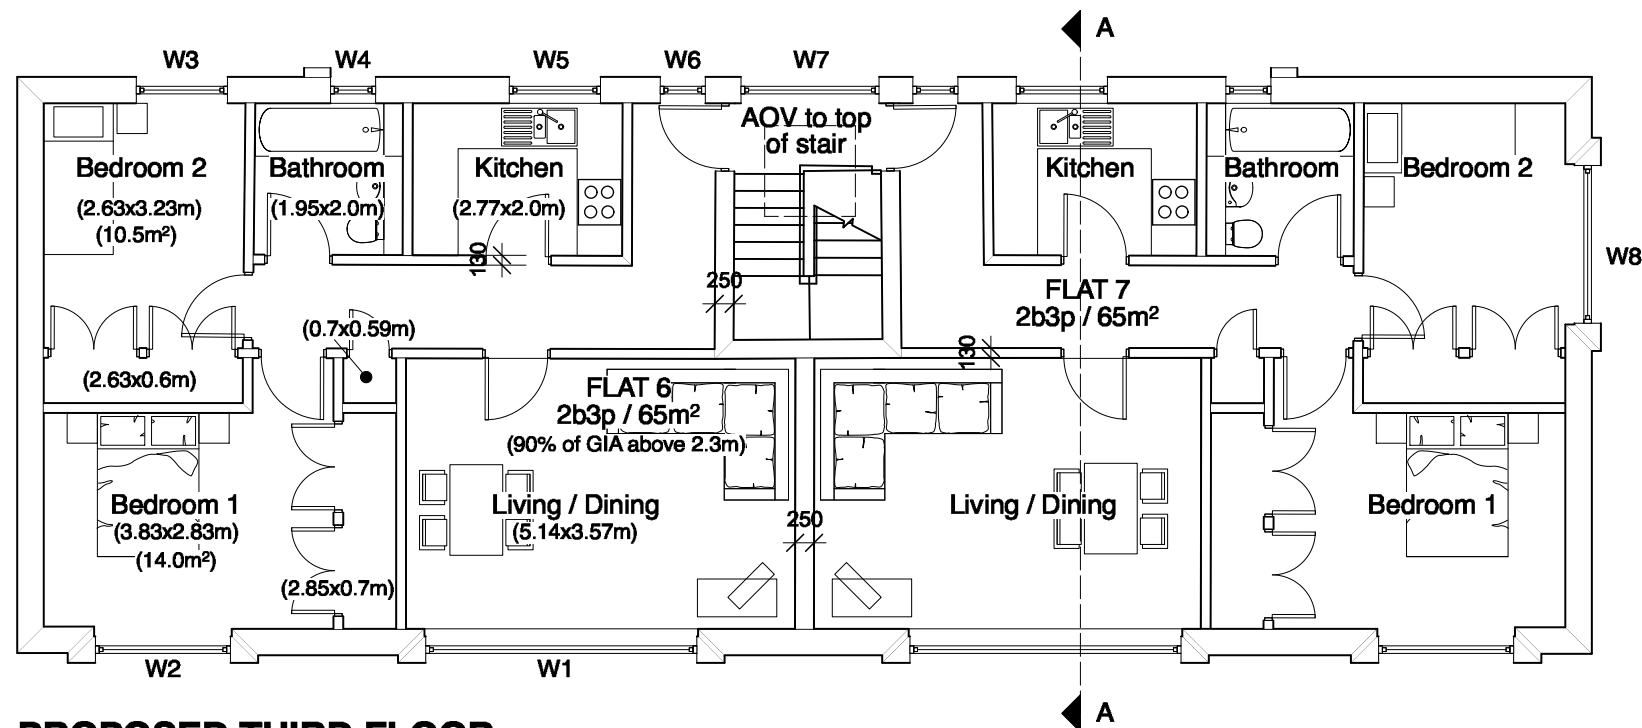 A
W3
W4
W5
W6
W7
AOV to top
of stair
Bedroom 2
(2.63x3.23m)
(10.5m²)
Bathroom
(1.95x2.0m)
Kitchen
(2.77x2.0m)
Kitchen
Bathroom
Bedroom 2
W8
130
250
FLAT 7
2b3p / 65m²
(0.7x0.59m)
130
(2.63x0.6m)
FLAT 6
2b3p / 65m²
(90% of GIA above 2.3m)
Bedroom 1
(3.83x2.83m)
(14.0m²)
Living / Dining
(5.14x3.57m)
250
Living / Dining
Bedroom 1
(2.85x0.7m)
W2
W1
A
PROPOSED THIRD FLOOR